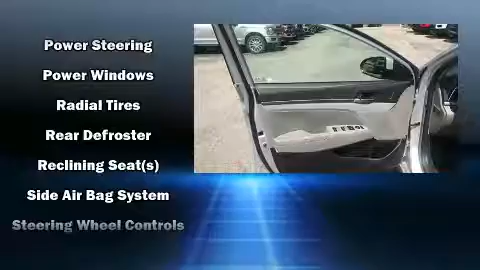 Power Steering
Power Windows
Radial Tires
Rear Defroster
Reclining Seat(s)
Side Air Bag System
Steering Wheel Controls